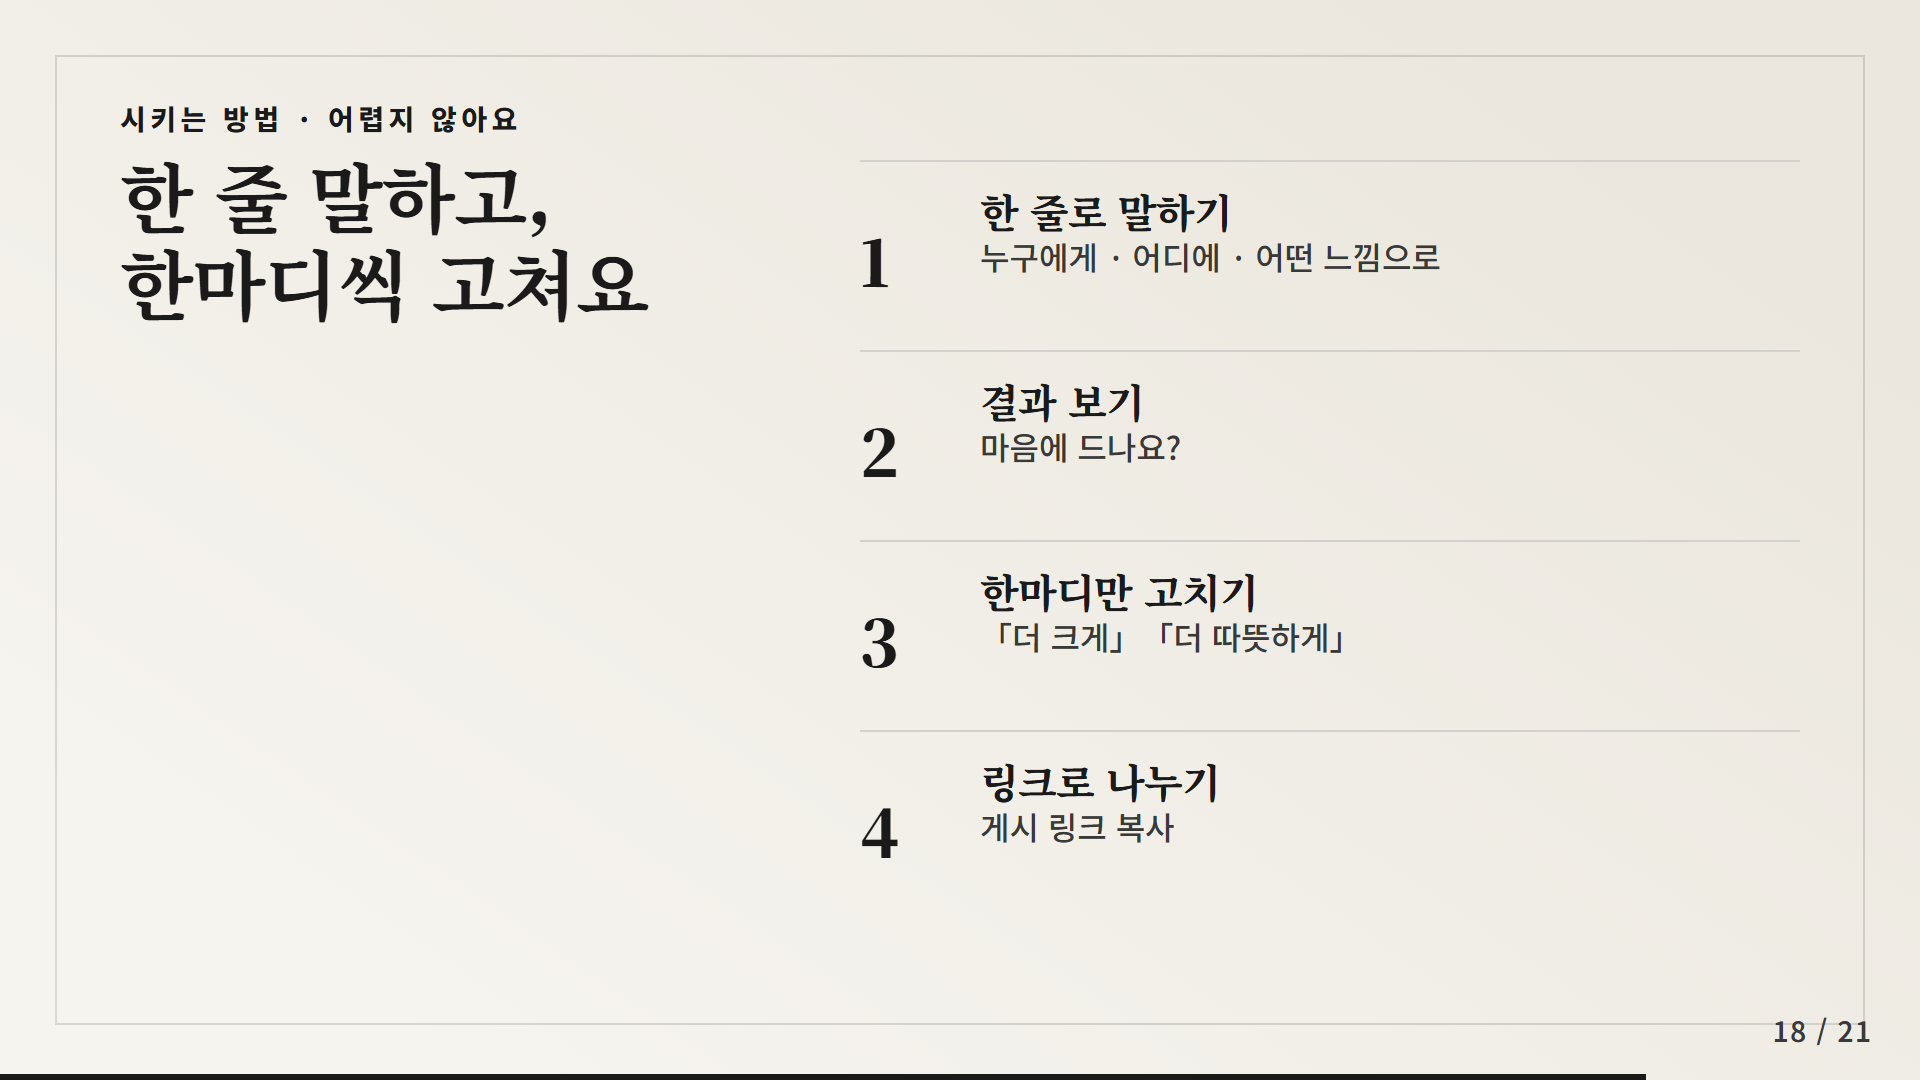 시키는 방법 · 어렵지 않아요
한 줄 말하고,
한마디씩 고쳐요
1
한 줄로 말하기
누구에게 · 어디에 · 어떤 느낌으로
2
결과 보기
마음에 드나요?
3
한마디만 고치기
「더 크게」 「더 따뜻하게」
4
링크로 나누기
게시 링크 복사
18 / 21